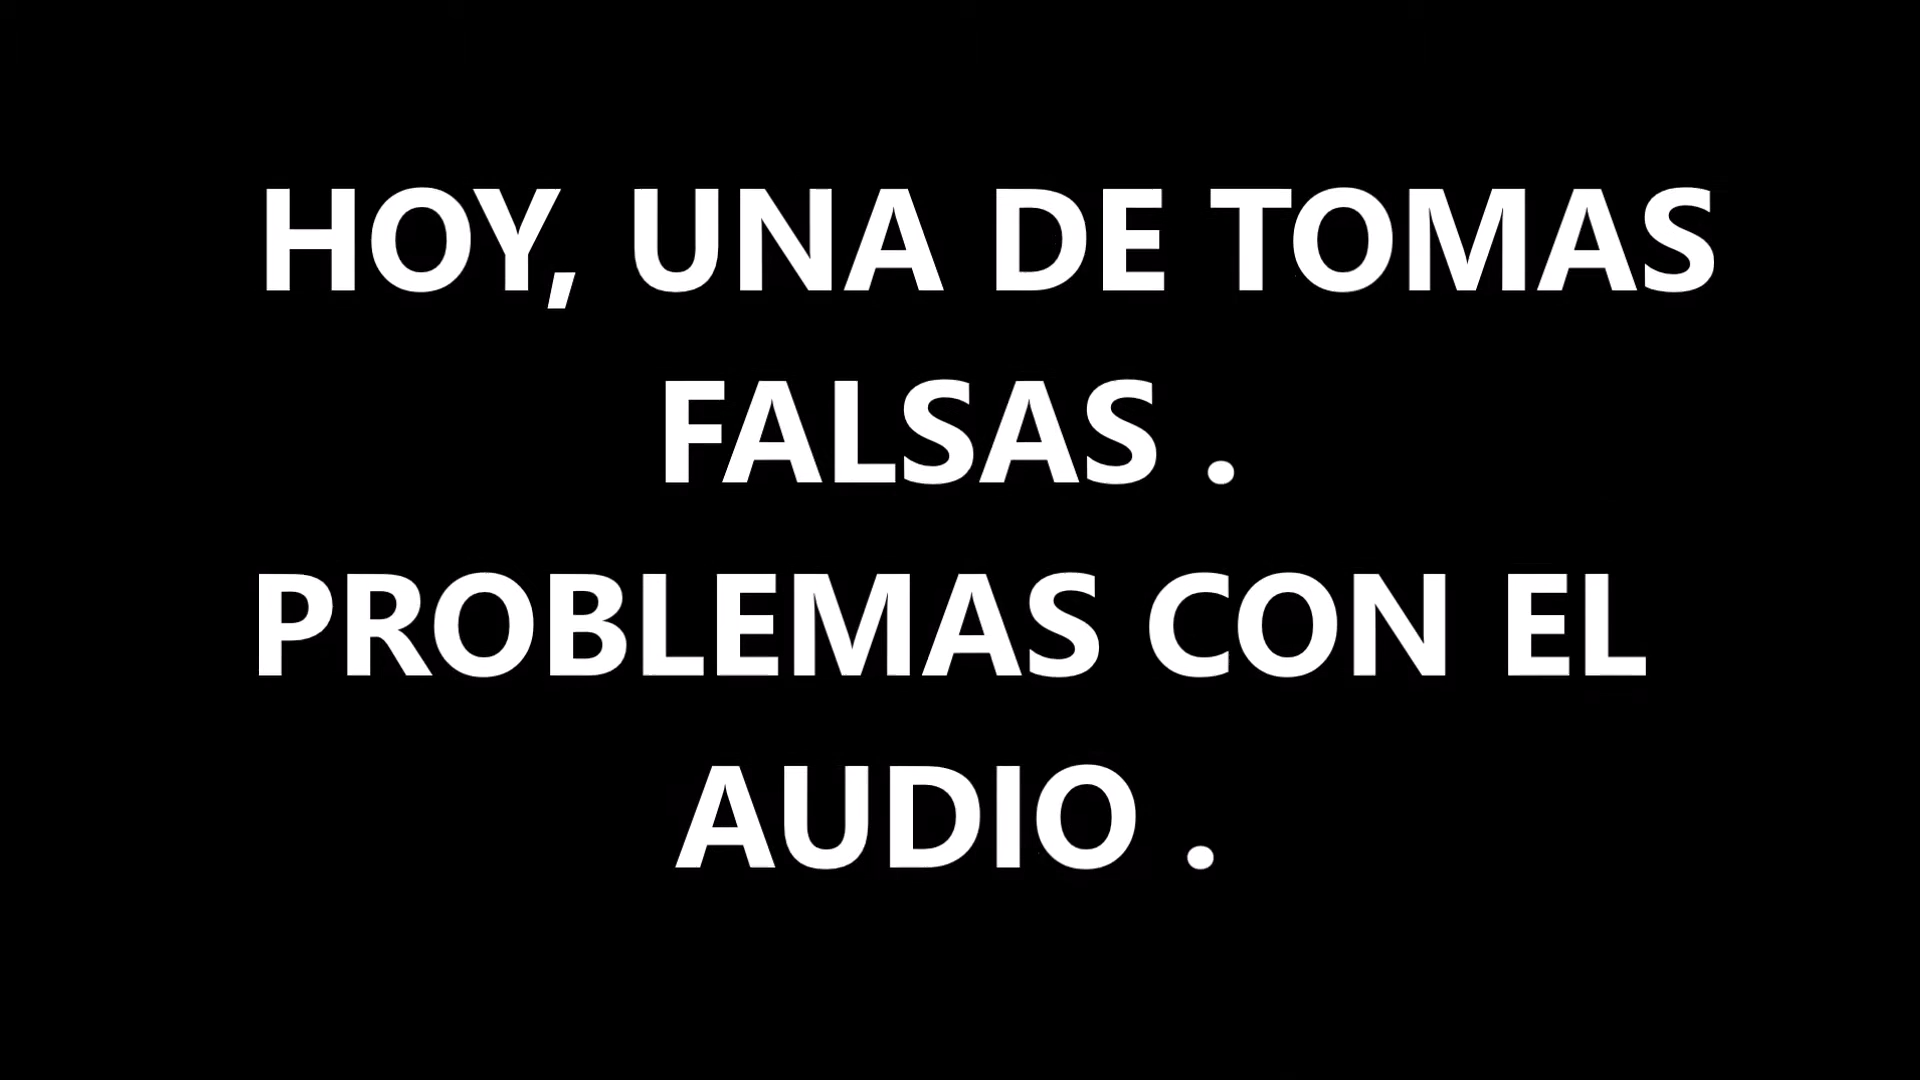 HOY, UNA DE TOMAS
FALSAS .
PROBLEMAS CON EL
AUDIO .